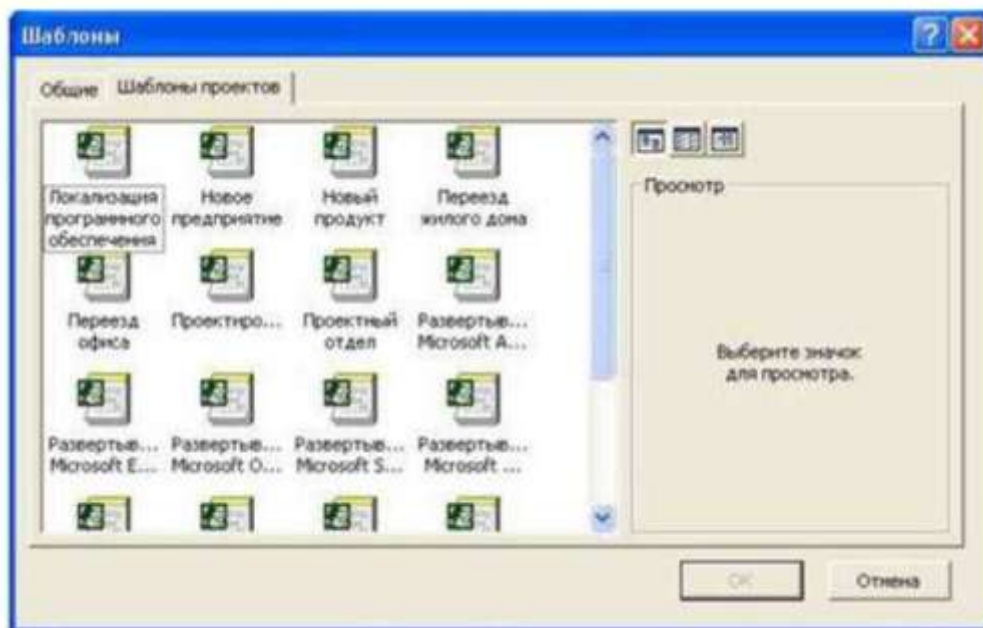 Шаблоны
Общие Шаблоны проектов
Локализация программного обеспечения
Новое предприятие
Новый продукт
Переезд жилого дома
Переезд офиса
Проектиро...
Проектный отдел
Развертыв... Microsoft A...
Развертыв... Microsoft E...
Развертыв... Microsoft O...
Развертыв... Microsoft S...
Развертыв... Microsoft ...
Просмотр
Выберите значок
для просмотра.
OK Отмена